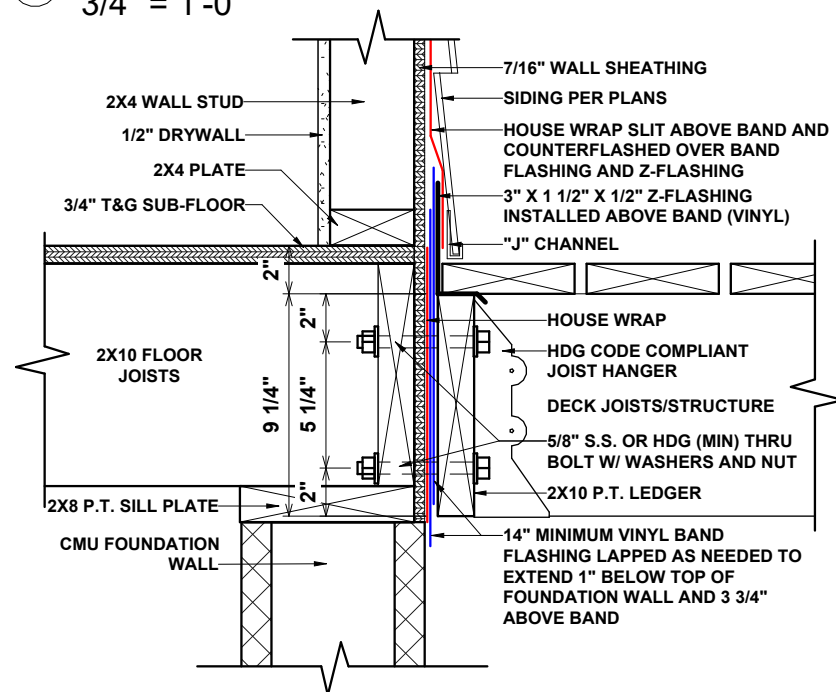 3/4" = 1'-0"
7/16" WALL SHEATHING
2X4 WALL STUD
SIDING PER PLANS
1/2" DRYWALL
HOUSE WRAP SLIT ABOVE BAND AND
COUNTERFLASHED OVER BAND
FLASHING AND Z-FLASHING
2X4 PLATE
3/4" T&G SUB-FLOOR
3" X 1 1/2" X 1/2" Z-FLASHING
INSTALLED ABOVE BAND (VINYL)
"J" CHANNEL
2"
2"
HOUSE WRAP
2X10 FLOOR
JOISTS
HDG CODE COMPLIANT
JOIST HANGER
9 1/4"
5 1/4"
DECK JOISTS/STRUCTURE
5/8" S.S. OR HDG (MIN) THRU
BOLT W/ WASHERS AND NUT
2"
2X8 P.T. SILL PLATE
2X10 P.T. LEDGER
CMU FOUNDATION
WALL
14" MINIMUM VINYL BAND
FLASHING LAPPED AS NEEDED TO
EXTEND 1" BELOW TOP OF
FOUNDATION WALL AND 3 3/4"
ABOVE BAND